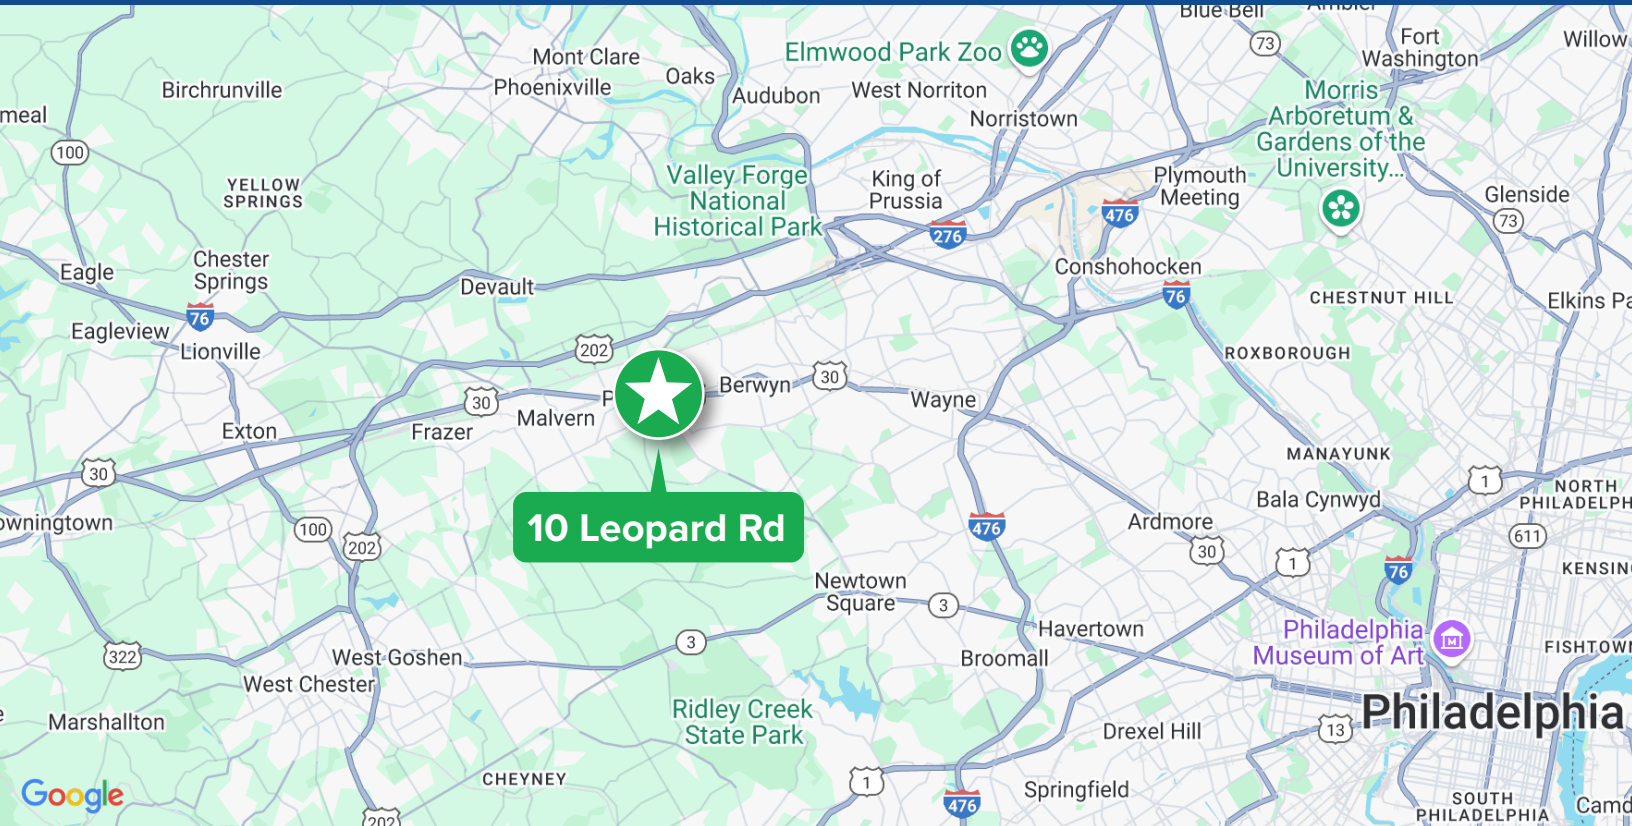 Blue Bell
Ambler
Mont Clare
Elmwood Park Zoo
73
Fort
Washington
Willow
Birchrunville
Phoenixville
Oaks
Audubon
West Norriton
Morris
Arboretum &
Gardens of the
University...
meal
Norristown
100
YELLOW
SPRINGS
Valley Forge
National
Historical Park
King of
Prussia
Plymouth
Meeting
Glenside
276
476
73
Eagle
Chester
Springs
Devault
Conshohocken
76
CHESTNUT HILL
Elkins Pa
76
Eagleview
Lionville
202
ROXBOROUGH
30
P
Berwyn
30
Wayne
Malvern
Exton
Frazer
MANAYUNK
30
1
NORTH
PHILADELPH
Bala Cynwyd
owningtown
100
202
10 Leopard Rd
476
Ardmore
30
1
611
76
KENSING
Newtown
Square
3
Havertown
Philadelphia
Museum of Art
FISHTOWN
322
West Goshen
3
Broomall
West Chester
Marshallton
Ridley Creek
State Park
Drexel Hill
13
Philadelphia
Google
CHEYNEY
1
476
Springfield
SOUTH
PHILADELPHIA
Camd
202